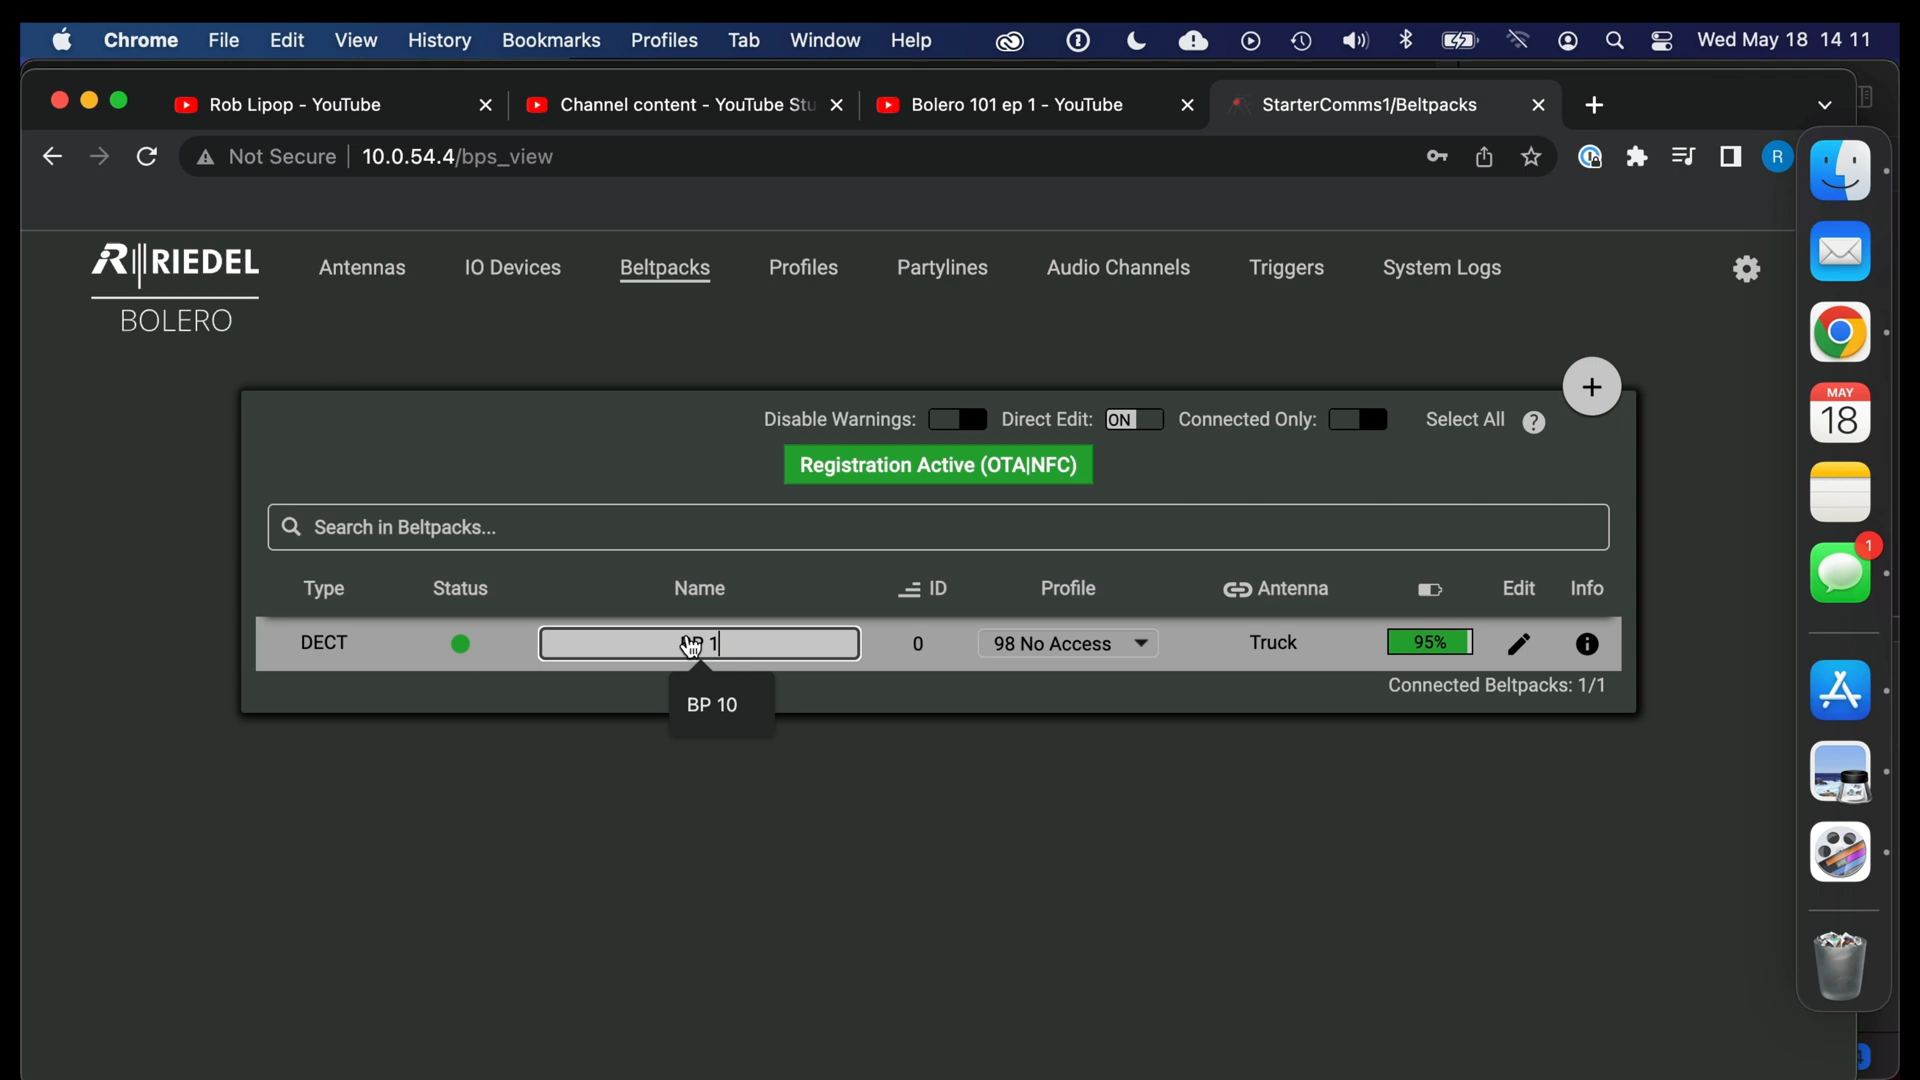 Chrome File Edit View History Bookmarks Profiles Tab Window Help Wed May 18 14 11
Rob Lipop - YouTube Channel content - YouTube Stu Bolero 101 ep 1 - YouTube StarterComms1/Beltpacks
Not Secure 10.0.54.4/bps_view R
RIEDEL
BOLERO
Antennas IO Devices Beltpacks Profiles Partylines Audio Channels Triggers System Logs
Disable Warnings: Direct Edit: ON Connected Only: Select All ?
Registration Active (OTA|NFC)
Search in Beltpacks...
Type Status Name ID Profile Antenna Edit Info
DECT BP 1 0 98 No Access Truck 95%
BP 10
Connected Beltpacks: 1/1
MAY
18
1